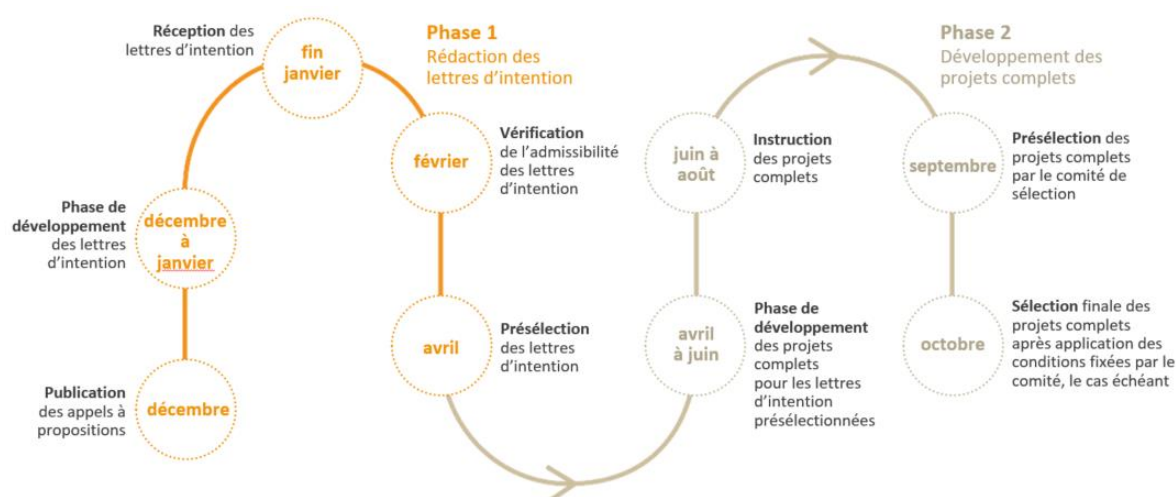 Phase 1
Rédaction des
lettres d’intention
décembre
Publication
des appels à
propositions
décembre
à
janvier
Phase de
développement
des lettres
d’intention
fin
janvier
Réception des
lettres d’intention
février
Vérification
de l’admissibilité
des lettres
d’intention
avril
Présélection
des lettres
d’intention
Phase 2
Développement des
projets complets
avril
à juin
Phase de
développement
des projets
complets
pour les lettres
d’intention
présélectionnées
juin à
août
Instruction
des projets
complets
septembre
Présélection des
projets complets
par le comité de
sélection
octobre
Sélection finale des
projets complets
après application des
conditions fixées par le
comité, le cas échéant